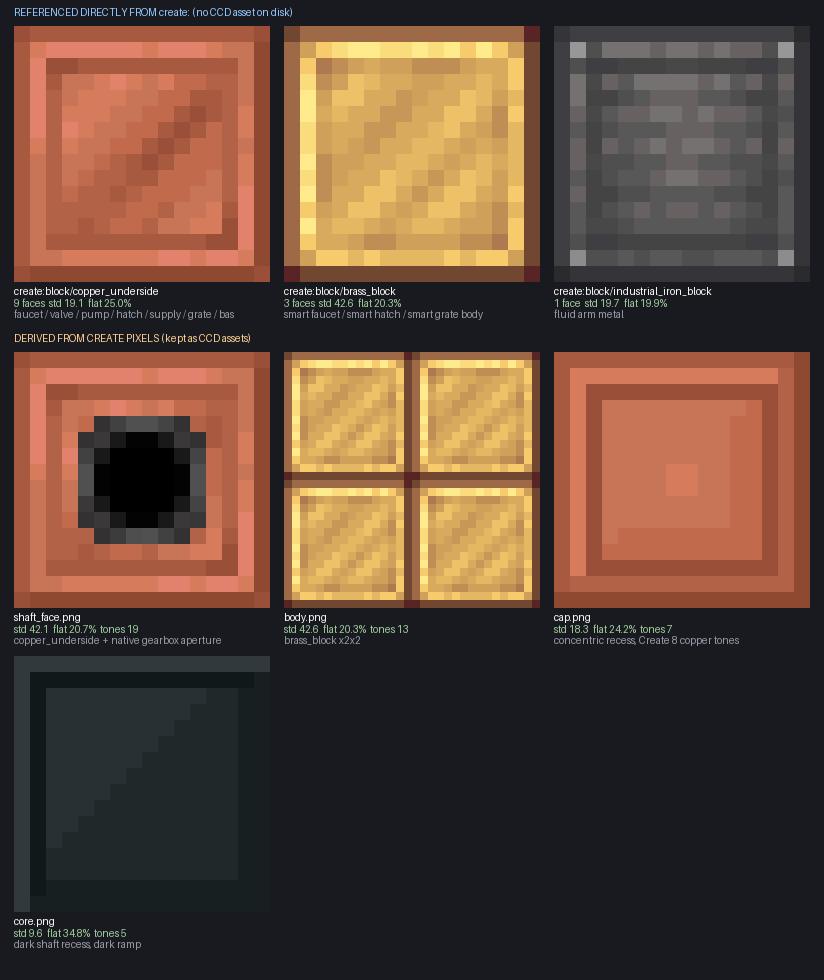 REFERENCED DIRECTLY FROM create: (no CCD asset on disk)
create:block/copper_underside
9 faces std 19.1 flat 25.0%
faucet / valve / pump / hatch / supply / grate / bas
create:block/brass_block
3 faces std 42.6 flat 20.3%
smart faucet / smart hatch / smart grate body
create:block/industrial_iron_block
1 face std 19.7 flat 19.9%
fluid arm metal
DERIVED FROM CREATE PIXELS (kept as CCD assets)
shaft_face.png
std 42.1 flat 20.7% tones 19
copper_underside + native gearbox aperture
body.png
std 42.6 flat 20.3% tones 13
brass_block x2x2
cap.png
std 18.3 flat 24.2% tones 7
concentric recess, Create 8 copper tones
core.png
std 9.6 flat 34.8% tones 5
dark shaft recess, dark ramp